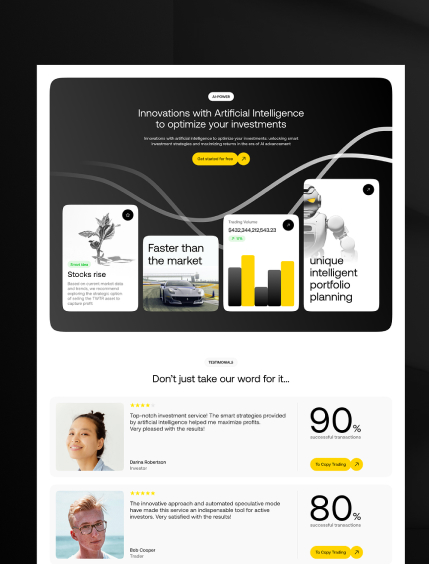 AI-POWER
Innovations with Artificial Intelligence
to optimize your investments
Innovations with artificial intelligence to optimize your investments: unlocking smart
investment strategies and maximizing returns in the era of AI advancement
Get started for free
Trading Volume
$432,344,212,543.23
Faster than
the market
Stocks rise
Based on current market data
and trends, we recommend
exploring the strategic option
of selling the asset to
capture profit
unique
intelligent
portfolio
planning
TESTIMONIALS
Don't just take our word for it...
Top-notch investment service! The smart strategies provided
by artificial intelligence helped me maximize profits.
Very pleased with the results!
Darina Robertson
Investor
90%
successful transactions
To Copy Trading
The innovative approach and automated speculative mode
have made this service an indispensable tool for active
investors. Very satisfied with the results!
Bob Cooper
Trader
80%
successful transactions
To Copy Trading